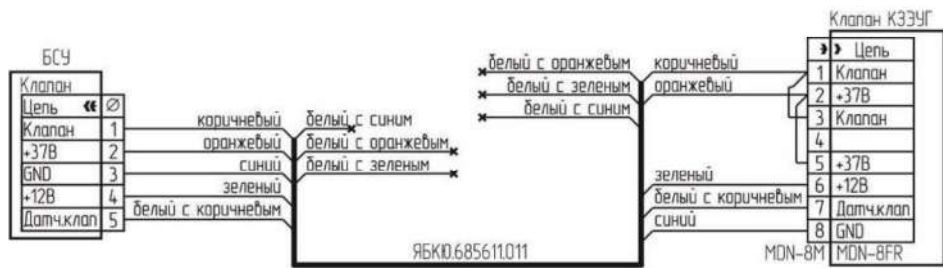 Клапан КЗЭУГ
БСУ
Клапан
Цепь
Клапан 1
+37В 2
GND 3
+12В 4
Датч.клап 5
коричневый
оранжевый
синий
зеленый
белый с коричневым
белый с синим
белый с оранжевым
белый с зеленым
белый с оранжевым
белый с зеленым
белый с синим
коричневый
оранжевый
зеленый
белый с коричневым
синий
Цепь
1 Клапан
2 +37В
3 Клапан
4
5 +37В
6 +12В
7 Датч.клап
8 GND
MDN-8M MDN-8FR
ЯБКЮ.685611.011